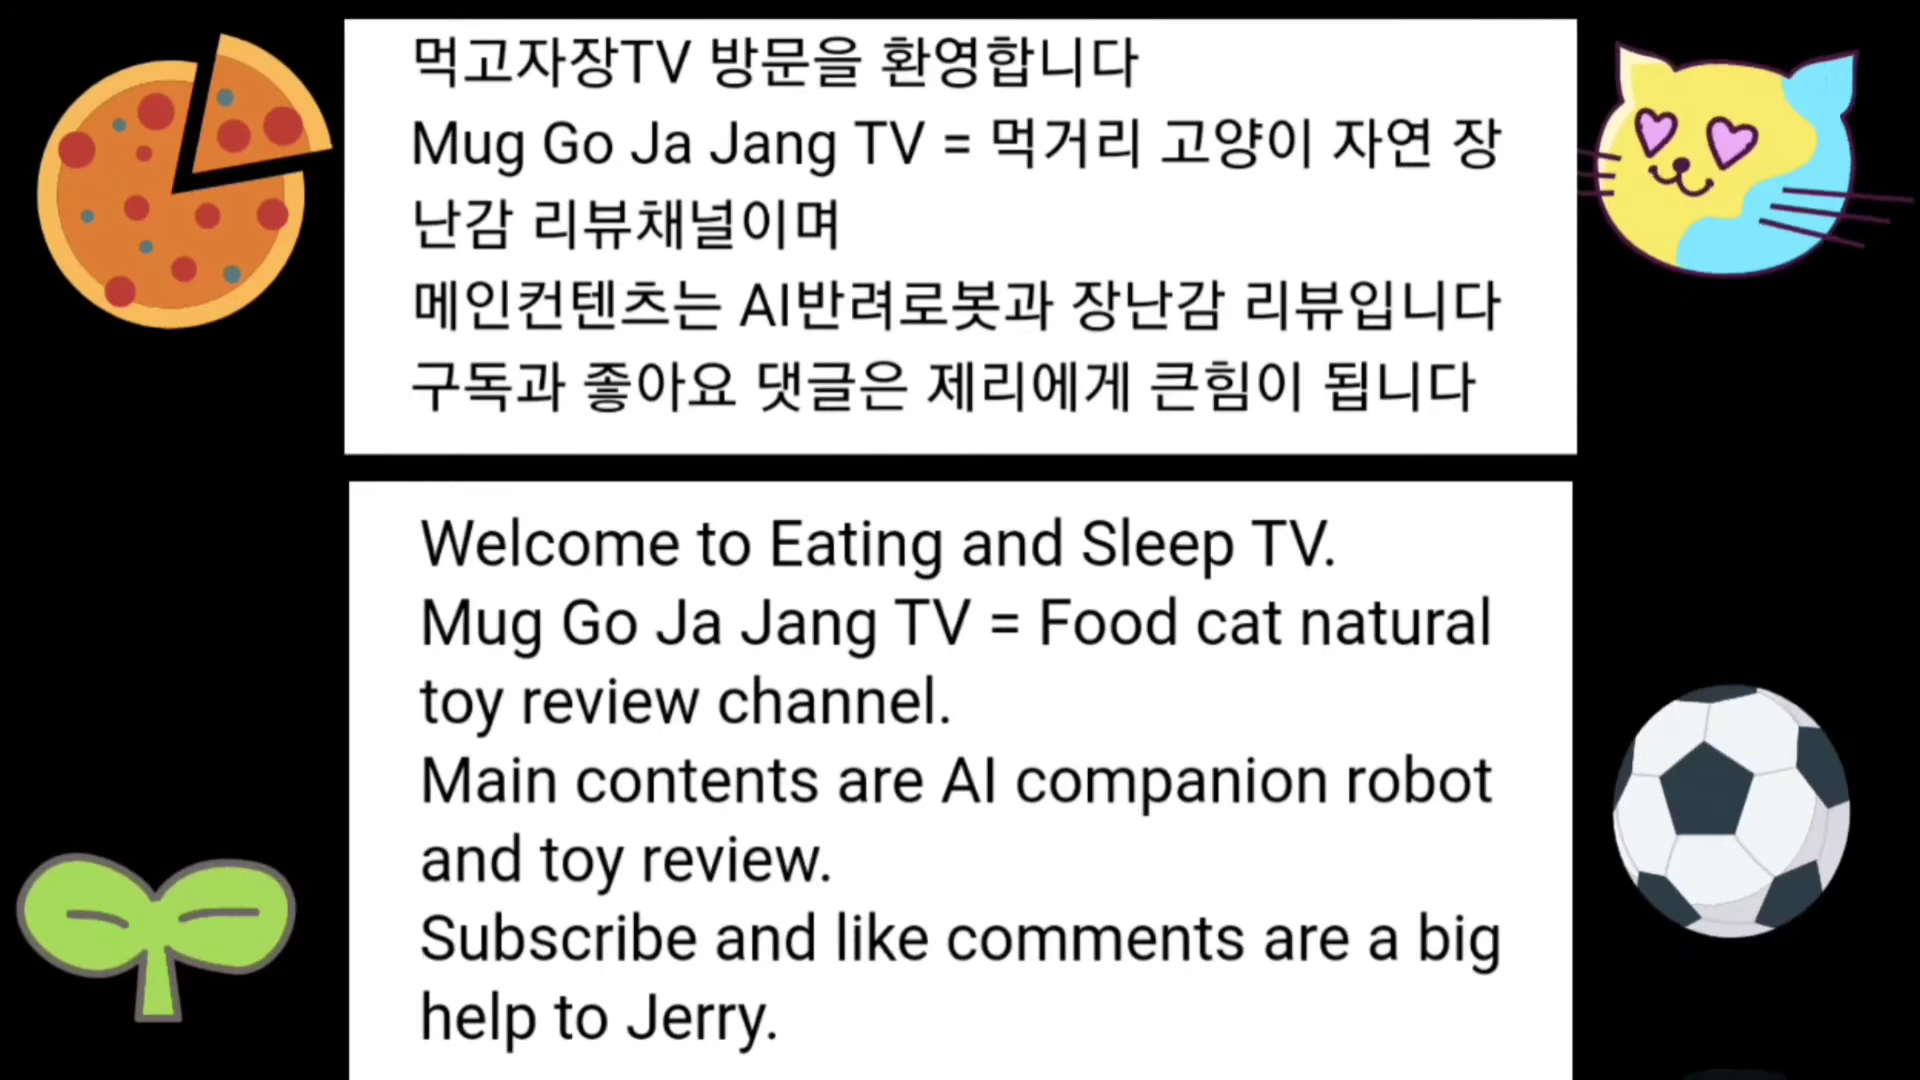 먹고자장TV 방문을 환영합니다
Mug Go Ja Jang TV = 먹거리 고양이 자연 장
난감 리뷰채널이며
메인컨텐츠는 AI반려로봇과 장난감 리뷰입니다
구독과 좋아요 댓글은 제리에게 큰힘이 됩니다
Welcome to Eating and Sleep TV.
Mug Go Ja Jang TV = Food cat natural
toy review channel.
Main contents are AI companion robot
and toy review.
Subscribe and like comments are a big
help to Jerry.